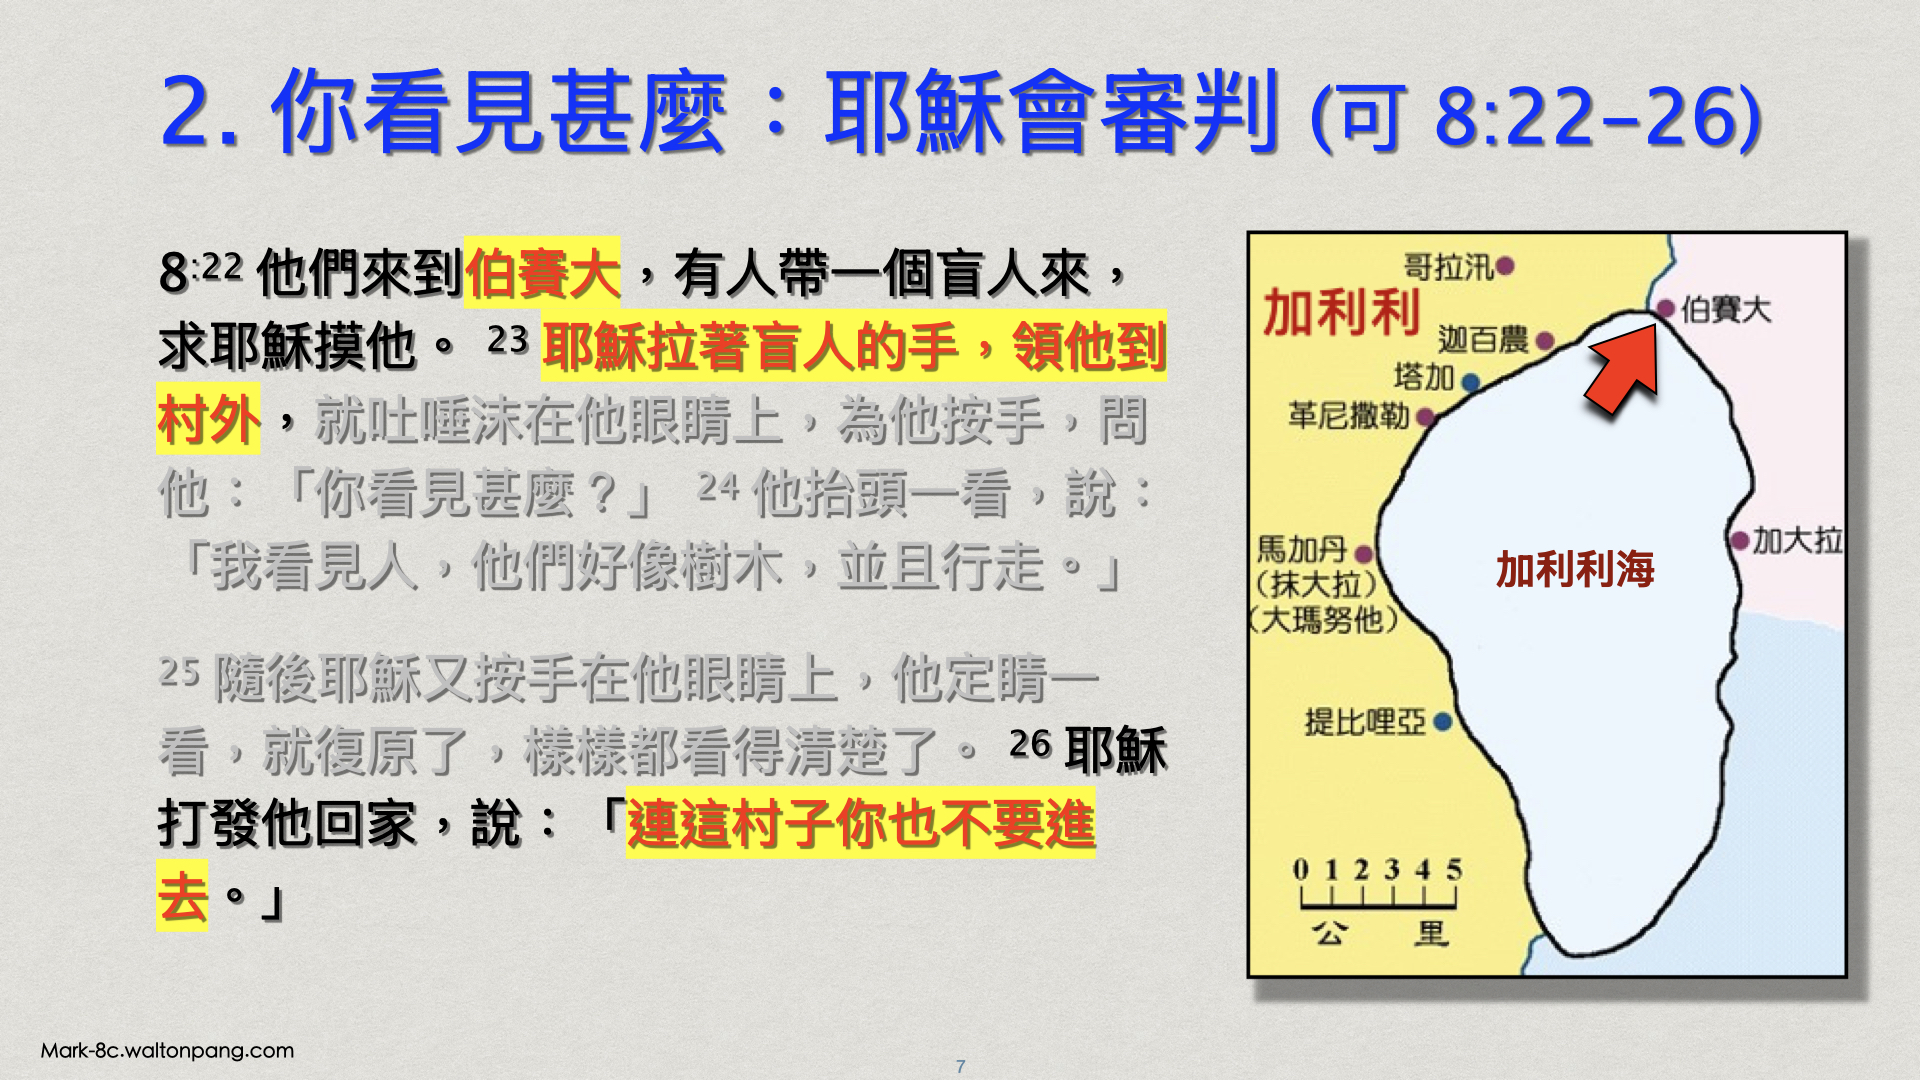 2. 你看見甚麼：耶穌會審判 (可 8:22-26)
8:22 他們來到伯賽大，有人帶一個盲人來，
求耶穌摸他。 23 耶穌拉著盲人的手，領他到
村外，就吐唾沫在他眼睛上，為他按手，問
他：「你看見甚麼？」 24 他抬頭一看，說：
「我看見人，他們好像樹木，並且行走。」
25 隨後耶穌又按手在他眼睛上，他定睛一
看，就復原了，樣樣都看得清楚了。 26 耶穌
打發他回家，說：「連這村子你也不要進
去。」
哥拉汛
加利利
伯賽大
迦百農
塔加
革尼撒勒
馬加丹
（抹大拉）
（大瑪努他）
加大拉
加利利海
提比哩亞
0 1 2 3 4 5
公 里
Mark-8c.waltonpang.com
7